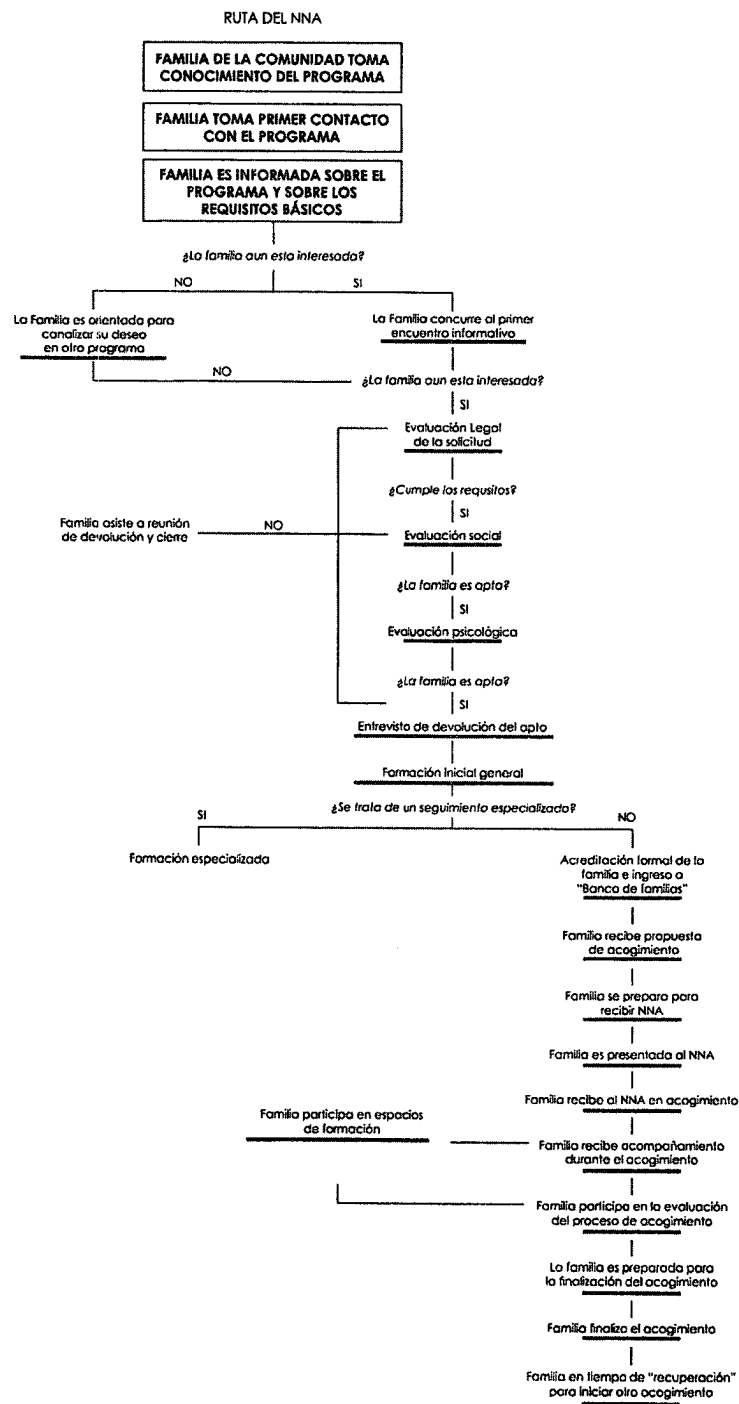 RUTA DEL NNA
FAMILIA DE LA COMUNIDAD TOMA
CONOCIMIENTO DEL PROGRAMA
FAMILIA TOMA PRIMER CONTACTO
CON EL PROGRAMA
FAMILIA ES INFORMADA SOBRE EL
PROGRAMA Y SOBRE LOS
REQUISITOS BÁSICOS
¿La familia aun esta interesada?
NO
SI
La Familia es orientada para
canalizar su deseo
en otro programa
La Familia concurre al primer
encuentro informativo
NO
¿La familia aun esta interesada?
SI
Evaluación Legal
de la solicitud
¿Cumple los requsitos?
SI
Familia asiste a reunión
de devolución y cierre
NO
Evaluación social
¿La familia es apta?
SI
Evaluación psicológica
¿La familia es apta?
SI
Entrevista de devolución del apto
Formación inicial general
¿Se trata de un seguimiento especializado?
SI
NO
Formación especializada
Acreditación formal de la
familia e ingreso a
"Banco de familias"
Familia recibe propuesta
de acogimiento
Familia se prepara para
recibir NNA
Familia es presentada al NNA
Familia recibe al NNA en acogimiento
Familia participa en espacios
de formación
Familia recibe acompañamiento
durante el acogimiento
Familia participa en la evaluación
del proceso de acogimiento
La familia es preparada para
la finalización del acogimiento
Familia finaliza el acogimiento
Familia en tiempo de "recuperación"
para iniciar otro acogimiento